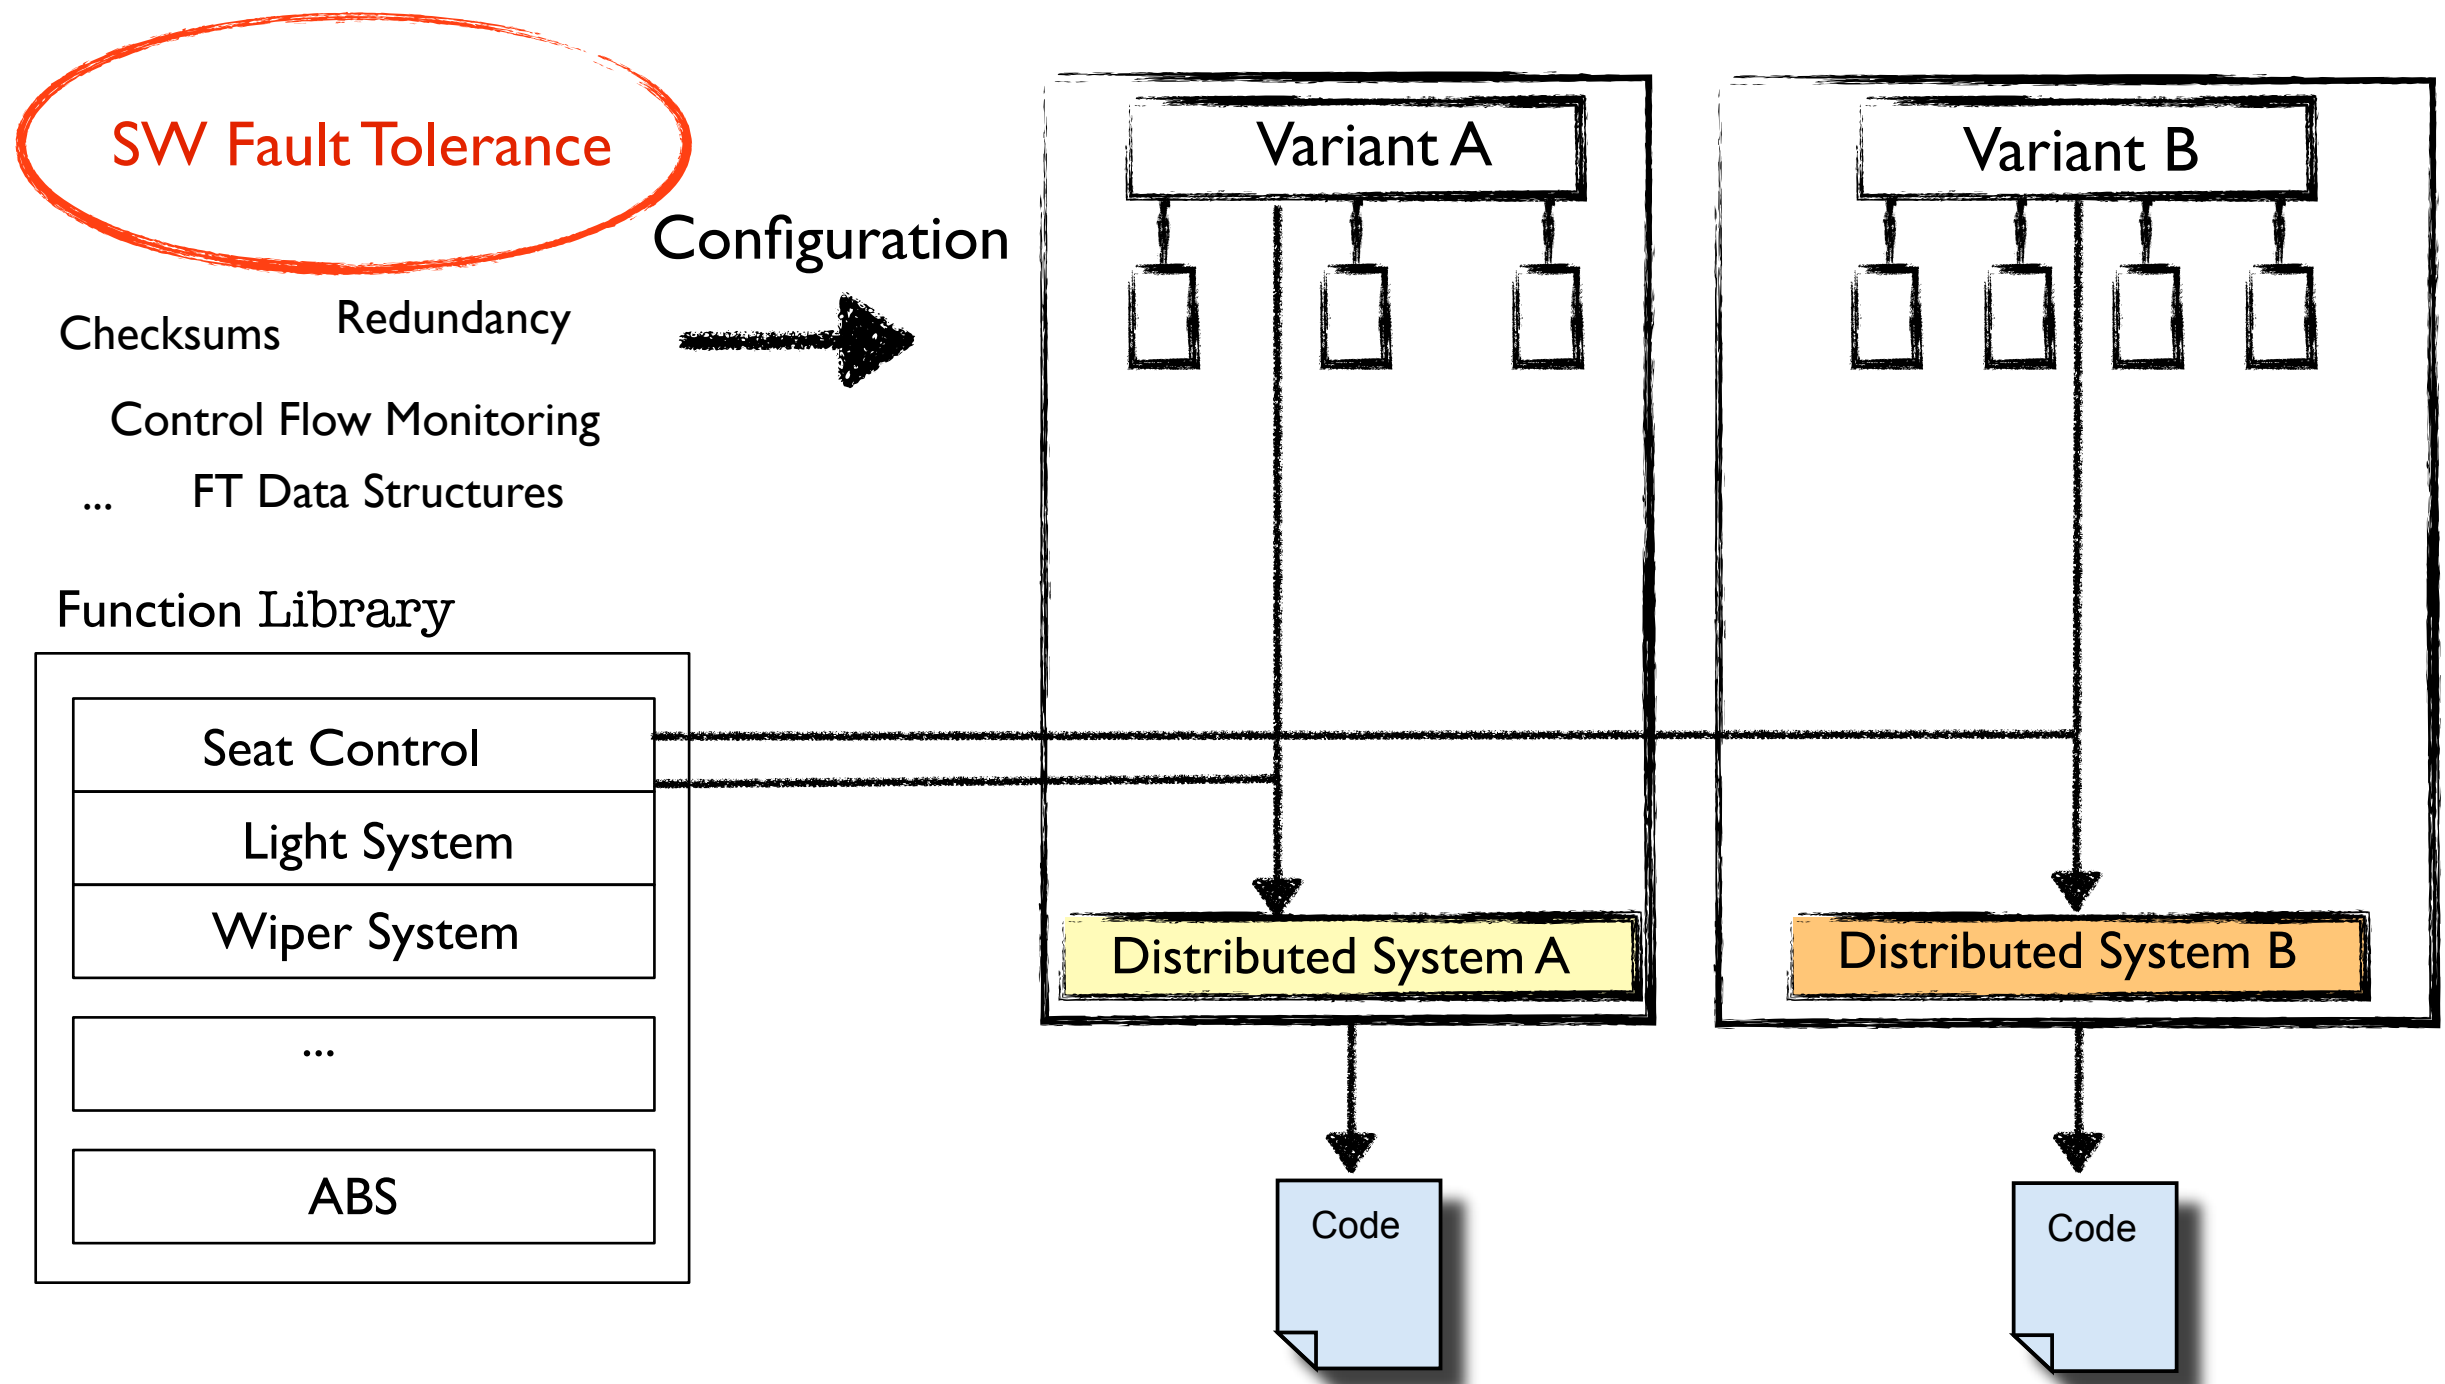 SW Fault Tolerance
Configuration
Checksums
Redundancy
Control Flow Monitoring
...
FT Data Structures
Function Library
Seat Control
Light System
Wiper System
...
ABS
Variant A
Distributed System A
Code
Variant B
Distributed System B
Code